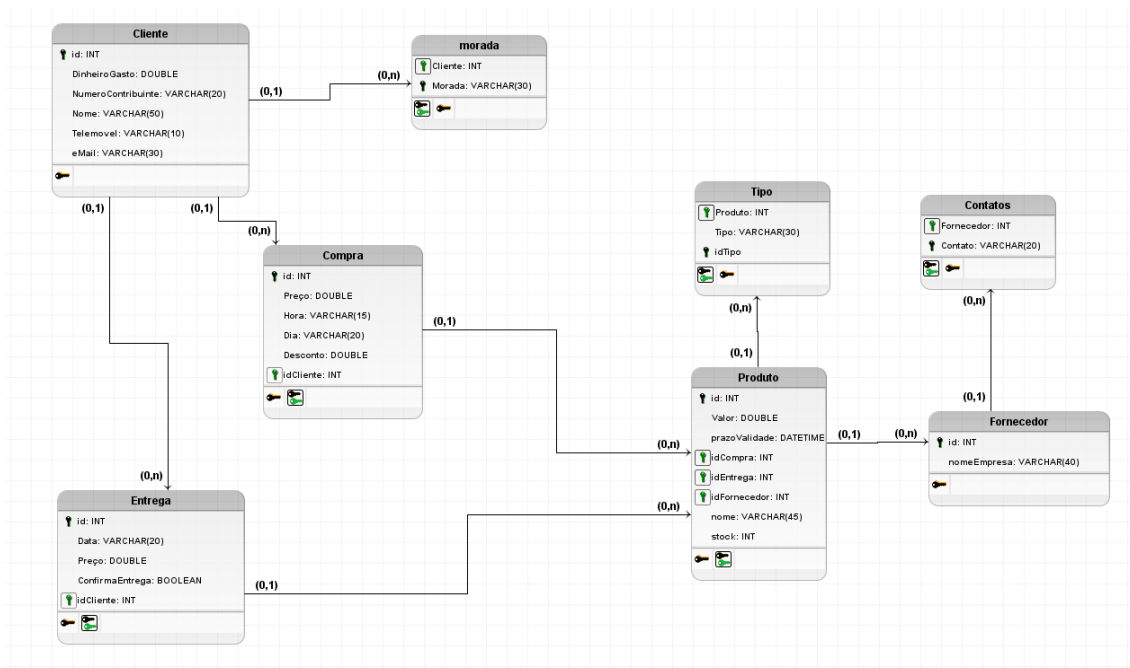 Cliente
id: INT
DinheiroGasto: DOUBLE
NumeroContribuinte: VARCHAR(20)
Nome: VARCHAR(50)
Telemovel: VARCHAR(10)
eMail: VARCHAR(30)
(0,1)
(0,n)
morada
Cliente: INT
Morada: VARCHAR(30)
(0,1)
(0,1)
(0,n)
Compra
id: INT
Preço: DOUBLE
Hora: VARCHAR(15)
Dia: VARCHAR(20)
Desconto: DOUBLE
idCliente: INT
(0,1)
(0,n)
Tipo
Produto: INT
Tipo: VARCHAR(30)
idTipo
(0,n)
(0,1)
Contatos
Fornecedor: INT
Contato: VARCHAR(20)
(0,n)
(0,1)
Produto
id: INT
Valor: DOUBLE
prazoValidade: DATETIME
idCompra: INT
idEntrega: INT
idFornecedor: INT
nome: VARCHAR(45)
stock: INT
(0,1)
(0,n)
Fornecedor
id: INT
nomeEmpresa: VARCHAR(40)
(0,n)
Entrega
id: INT
Data: VARCHAR(20)
Preço: DOUBLE
ConfirmaEntrega: BOOLEAN
idCliente: INT
(0,1)
(0,n)